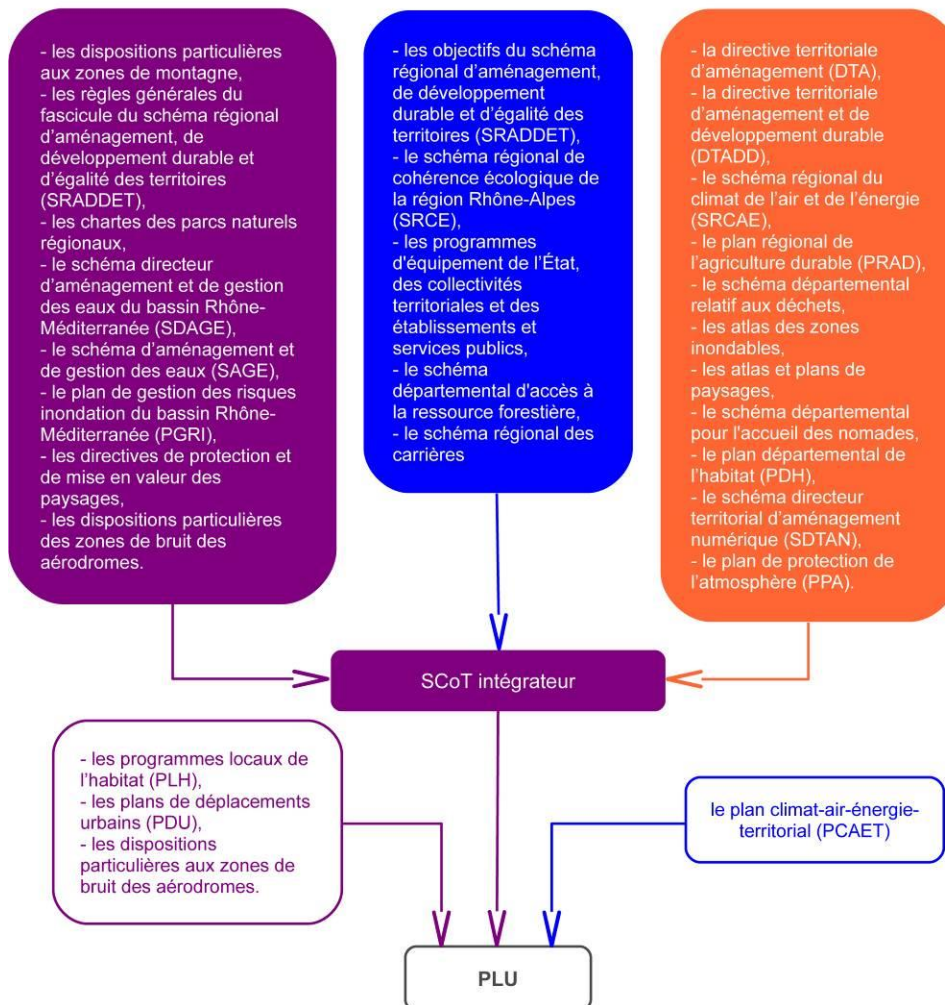 - les dispositions particulières
aux zones de montagne,
- les règles générales du
fascicule du schéma régional
d'aménagement, de
développement durable et
d'égalité des territoires
(SRADDET),
- les chartes des parcs naturels
régionaux,
- le schéma directeur
d'aménagement et de gestion
des eaux du bassin Rhône-
Méditerranée (SDAGE),
- le schéma d'aménagement et
de gestion des eaux (SAGE),
- le plan de gestion des risques
inondation du bassin Rhône-
Méditerranée (PGRI),
- les directives de protection et
de mise en valeur des
paysages,
- les dispositions particulières
des zones de bruit des
aérodromes.
- les objectifs du schéma
régional d'aménagement,
de développement
durable et d'égalité des
territoires (SRADDET),
- le schéma régional de
cohérence écologique de
la région Rhône-Alpes
(SRCE),
- les programmes
d'équipement de l'État,
des collectivités
territoriales et des
établissements et
services publics,
- le schéma
départemental d'accès à
la ressource forestière,
- le schéma régional des
carrières
- la directive territoriale
d'aménagement (DTA),
- la directive territoriale
d'aménagement et de
développement durable
(DTADD),
- le schéma régional du
climat de l'air et de l'énergie
(SRCAE),
- le plan régional de
l'agriculture durable (PRAD),
- le schéma départemental
relatif aux déchets,
- les atlas des zones
inondables,
- les atlas et plans de
paysages,
- le schéma départemental
pour l'accueil des nomades,
- le plan départemental de
l'habitat (PDH),
- le schéma directeur
territorial d'aménagement
numérique (SDTAN),
- le plan de protection de
l'atmosphère (PPA).
SCoT intégrateur
- les programmes locaux de
l'habitat (PLH),
- les plans de déplacements
urbains (PDU),
- les dispositions
particulières aux zones de
bruit des aérodromes.
le plan climat-air-énergie-
territorial (PCAET)
PLU